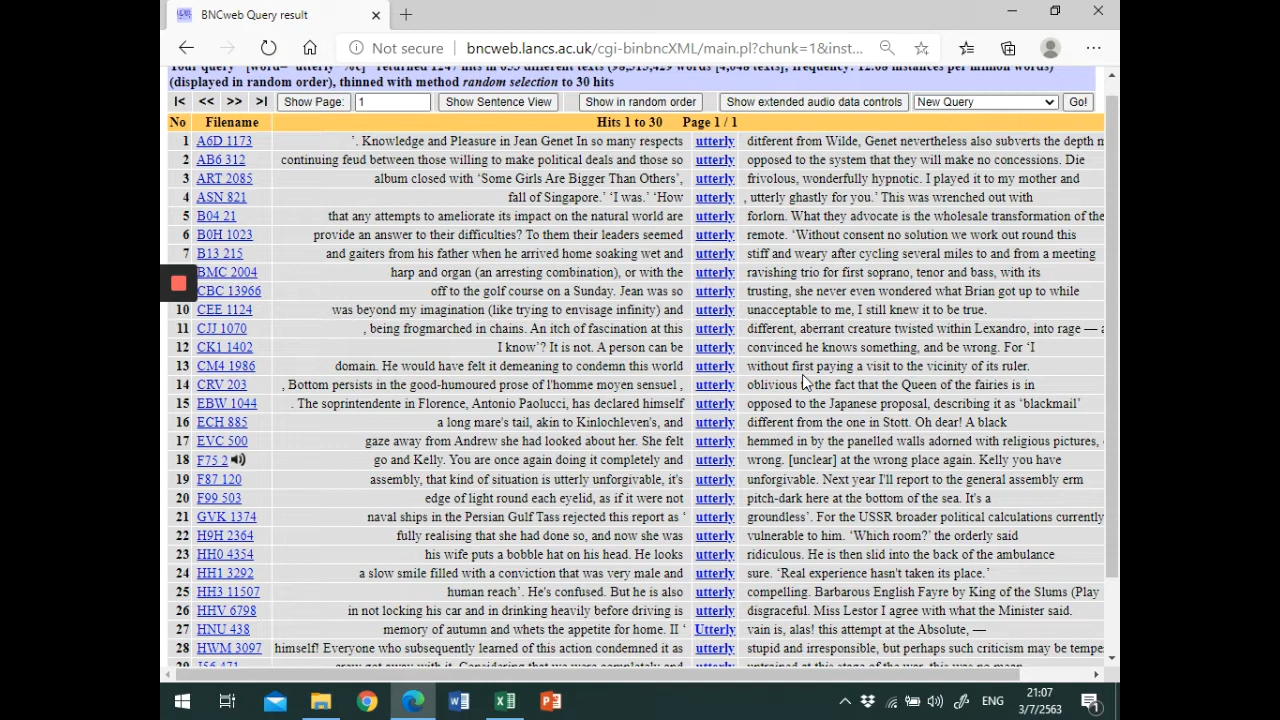 BNCweb Query result
Not secure bncweb.lancs.ac.uk/cgi-binbncXML/main.pl?chunk=1&inst...
(displayed in random order), thinned with method random selection to 30 hits
|< << >> >| Show Page: 1 Show Sentence View Show in random order Show extended audio data controls New Query Go!
No Filename Hits 1 to 30 Page 1 / 1
1 A6D 1173 '. Knowledge and Pleasure in Jean Genet In so many respects utterly different from Wilde, Genet nevertheless also subverts the depth m
2 AB6 312 continuing feud between those willing to make political deals and those so utterly opposed to the system that they will make no concessions. Die
3 ART 2085 album closed with ‘Some Girls Are Bigger Than Others’, utterly frivolous, wonderfully hypnotic. I played it to my mother and
4 ASN 821 fall of Singapore.’ ‘I was.’ ‘How utterly , utterly ghastly for you.’ This was wrenched out with
5 B04 21 that any attempts to ameliorate its impact on the natural world are utterly forlorn. What they advocate is the wholesale transformation of the
6 B0H 1023 provide an answer to their difficulties? To them their leaders seemed utterly remote. ‘Without consent no solution we work out round this
7 B13 215 and gaiters from his father when he arrived home soaking wet and utterly stiff and weary after cycling several miles to and from a meeting
BMC 2004 harp and organ (an arresting combination), or with the utterly ravishing trio for first soprano, tenor and bass, with its
CBC 13966 off to the golf course on a Sunday. Jean was so utterly trusting, she never even wondered what Brian got up to while
10 CEE 1124 was beyond my imagination (like trying to envisage infinity) and utterly unacceptable to me, I still knew it to be true.
11 CJJ 1070 , being frogmarched in chains. An itch of fascination at this utterly different, aberrant creature twisted within Lexandro, into rage — a
12 CK1 1402 I know’? It is not. A person can be utterly convinced he knows something, and be wrong. For ‘I
13 CM4 1986 domain. He would have felt it demeaning to condemn this world utterly without first paying a visit to the vicinity of its ruler.
14 CRV 203 , Bottom persists in the good-humoured prose of l'homme moyen sensuel , utterly oblivious the fact that the Queen of the fairies is in
15 EBW 1044 . The soprintendente in Florence, Antonio Paolucci, has declared himself utterly opposed to the Japanese proposal, describing it as ‘blackmail’
16 ECH 885 a long mare's tail, akin to Kinlochleven's, and utterly different from the one in Stott. Oh dear! A black
17 EVC 500 gaze away from Andrew she had looked about her. She felt utterly hemmed in by the panelled walls adorned with religious pictures,
18 F75 2 go and Kelly. You are once again doing it completely and utterly wrong. [unclear] at the wrong place again. Kelly you have
19 F87 120 assembly, that kind of situation is utterly unforgivable, it's utterly unforgivable. Next year I'll report to the general assembly erm
20 F99 503 edge of light round each eyelid, as if it were not utterly pitch-dark here at the bottom of the sea. It's a
21 GVK 1374 naval ships in the Persian Gulf Tass rejected this report as ‘ utterly groundless’. For the USSR broader political calculations currently
22 H9H 2364 fully realising that she had done so, and now she was utterly vulnerable to him. ‘Which room?’ the orderly said
23 HH0 4354 his wife puts a bobble hat on his head. He looks utterly ridiculous. He is then slid into the back of the ambulance
24 HH1 3292 a slow smile filled with a conviction that was very male and utterly sure. ‘Real experience hasn't taken its place.’
25 HH3 11507 human reach’. He's confused. But he is also utterly compelling. Barbarous English Fayre by King of the Slums (Play
26 HHV 6798 in not locking his car and in drinking heavily before driving is utterly disgraceful. Miss Lestor I agree with what the Minister said.
27 HNU 438 memory of autumn and whets the appetite for home. II ‘ Utterly vain is, alas! this attempt at the Absolute, —
28 HWM 3097 himself! Everyone who subsequently learned of this action condemned it as utterly stupid and irresponsible, but perhaps such criticism may be tempe
ENG 21:07
3/7/2563